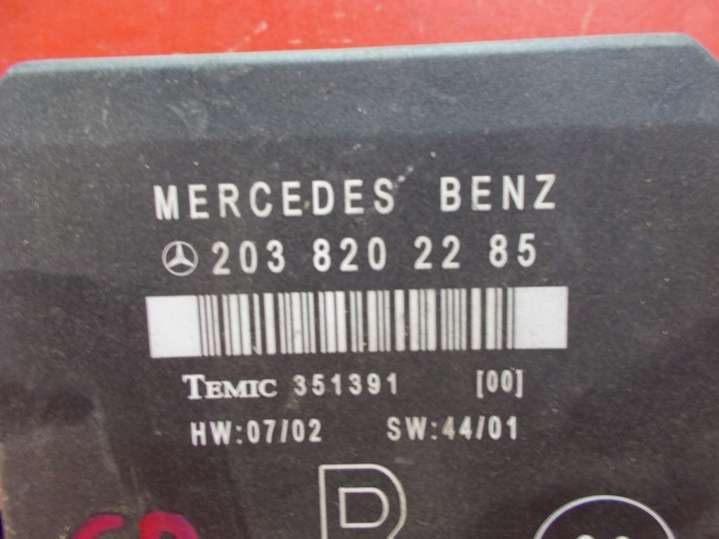 MERCEDES BENZ
203 820 22 85
TEMIC 351391 [00]
HW:07/02 SW:44/01